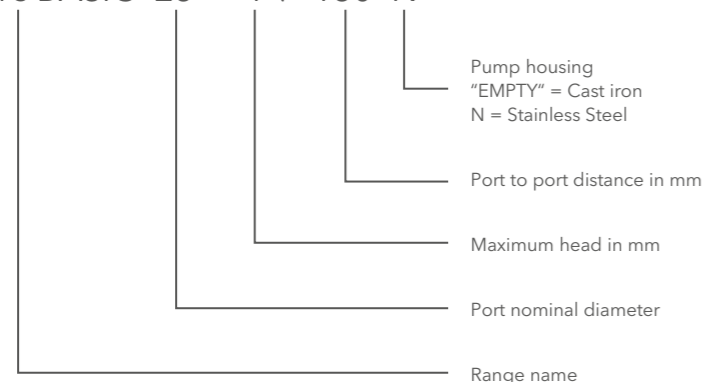 Pump housing
"EMPTY" = Cast iron
N = Stainless Steel
Port to port distance in mm
Maximum head in mm
Port nominal diameter
Range name